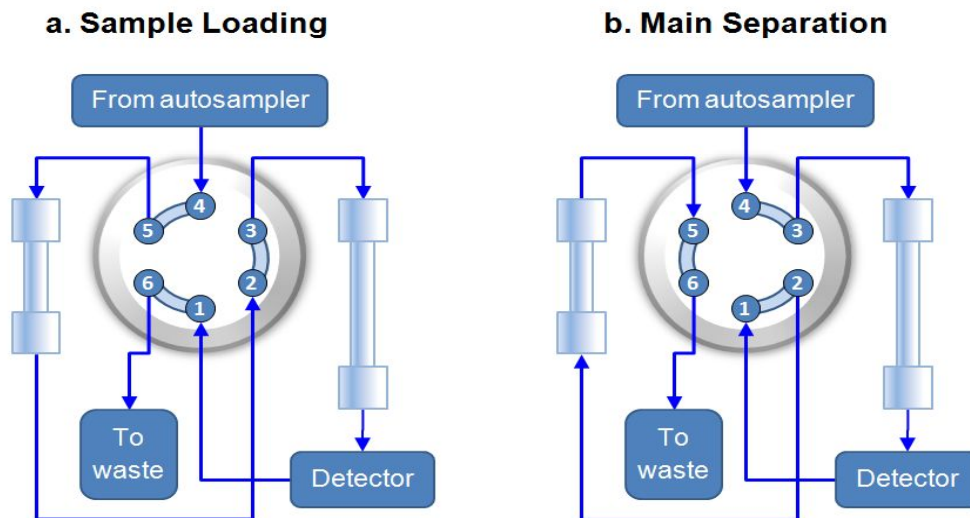 a. Sample Loading
From autosampler
4
5
3
6
2
1
To
waste
Detector
b. Main Separation
From autosampler
4
5
3
6
2
1
To
waste
Detector